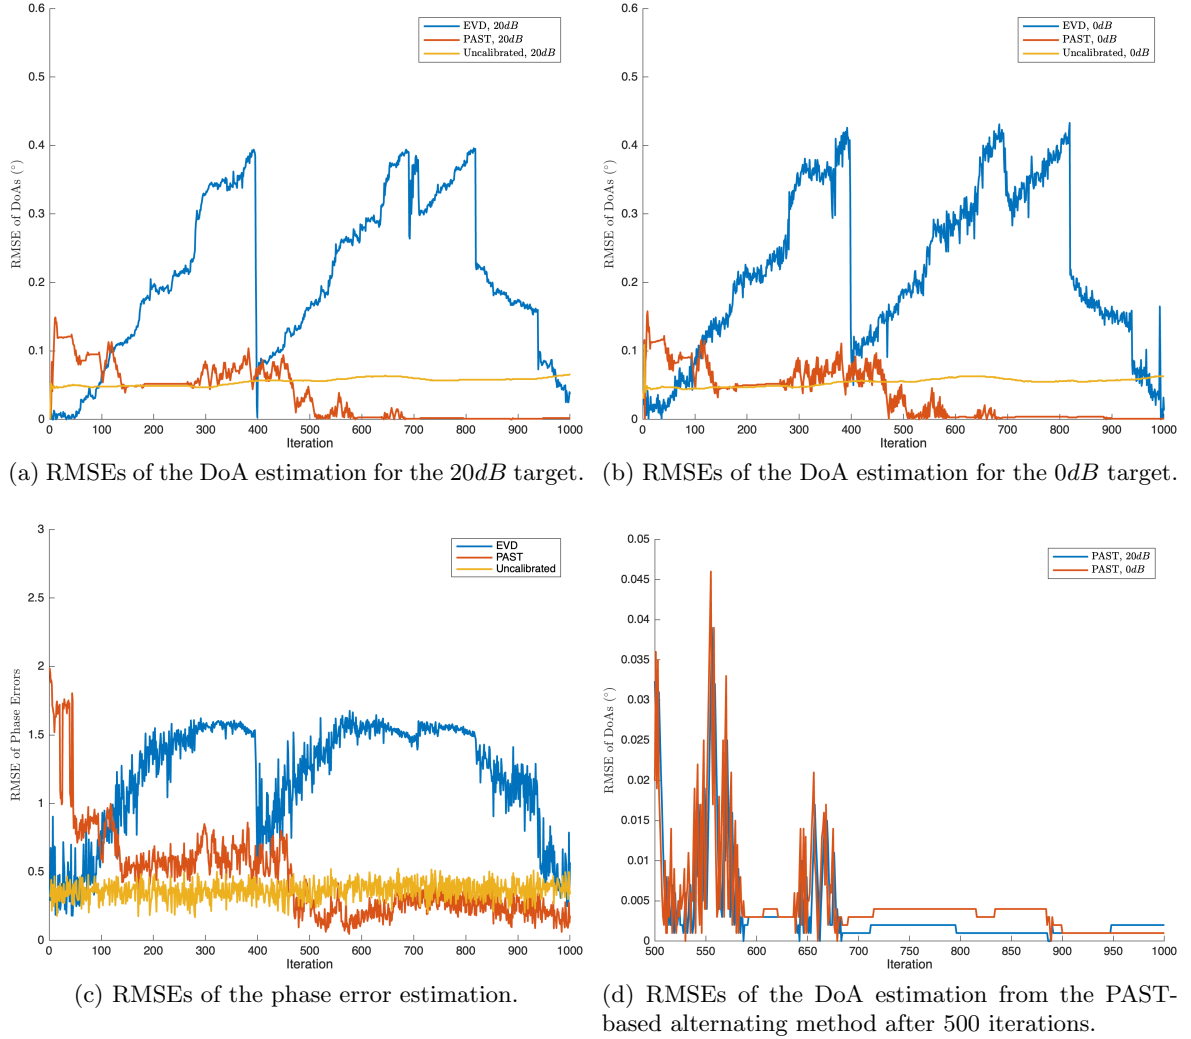 0.6
0.5
0.4
0.3
0.2
0.1
0
RMSE of DoAs (°)
EVD, 20dB
PAST, 20dB
Uncalibrated, 20dB
0 100 200 300 400 500 600 700 800 900 1000
Iteration
(a) RMSEs of the DoA estimation for the 20dB target.
0.6
0.5
0.4
0.3
0.2
0.1
0
RMSE of DoAs (°)
EVD, 0dB
PAST, 0dB
Uncalibrated, 0dB
0 100 200 300 400 500 600 700 800 900 1000
Iteration
(b) RMSEs of the DoA estimation for the 0dB target.
3
2.5
2
1.5
1
0.5
0
RMSE of Phase Errors
EVD
PAST
Uncalibrated
0 100 200 300 400 500 600 700 800 900 1000
Iteration
(c) RMSEs of the phase error estimation.
0.05
0.045
0.04
0.035
0.03
0.025
0.02
0.015
0.01
0.005
0
RMSE of DoAs (°)
PAST, 20dB
PAST, 0dB
500 550 600 650 700 750 800 850 900 950 1000
Iteration
(d) RMSEs of the DoA estimation from the PAST-
based alternating method after 500 iterations.